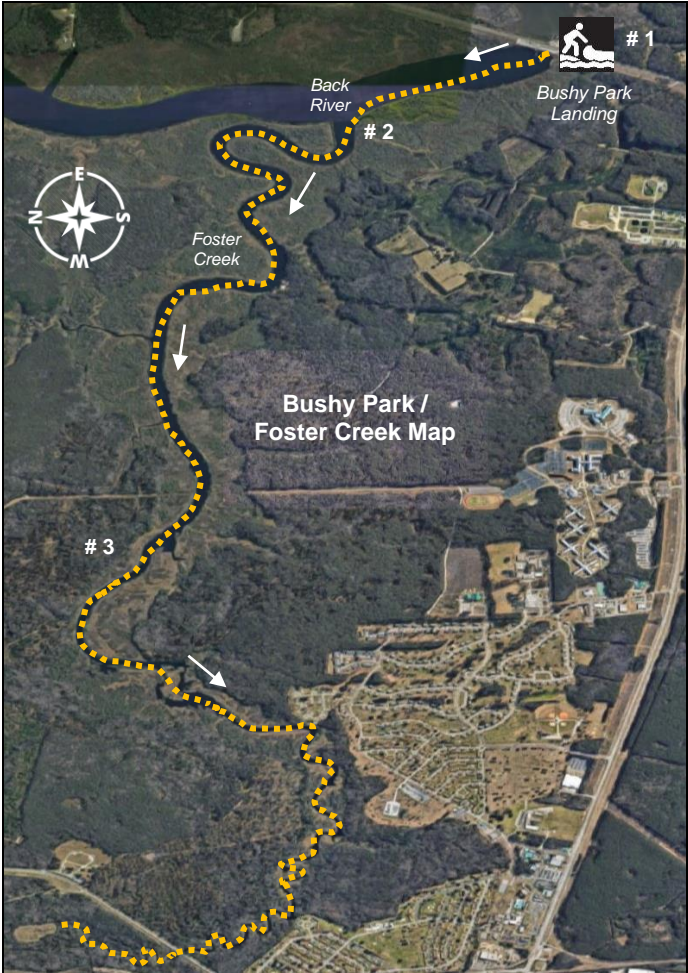 # 1
Bushy Park
Landing
Back
River
# 2
E
N
S
W
Foster
Creek
Bushy Park /
Foster Creek Map
# 3